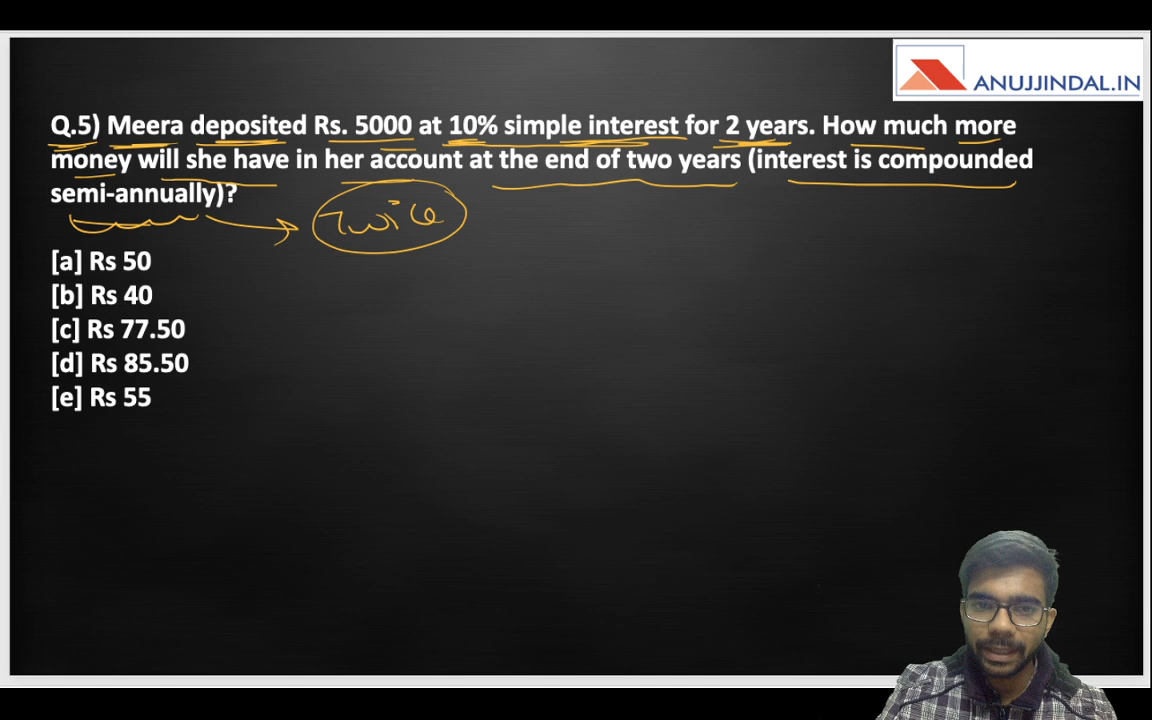 ANUJJINDAL.IN
Q.5) Meera deposited Rs. 5000 at 10% simple interest for 2 years. How much more
money will she have in her account at the end of two years (interest is compounded
semi-annually)?
Twice
[a] Rs 50
[b] Rs 40
[c] Rs 77.50
[d] Rs 85.50
[e] Rs 55